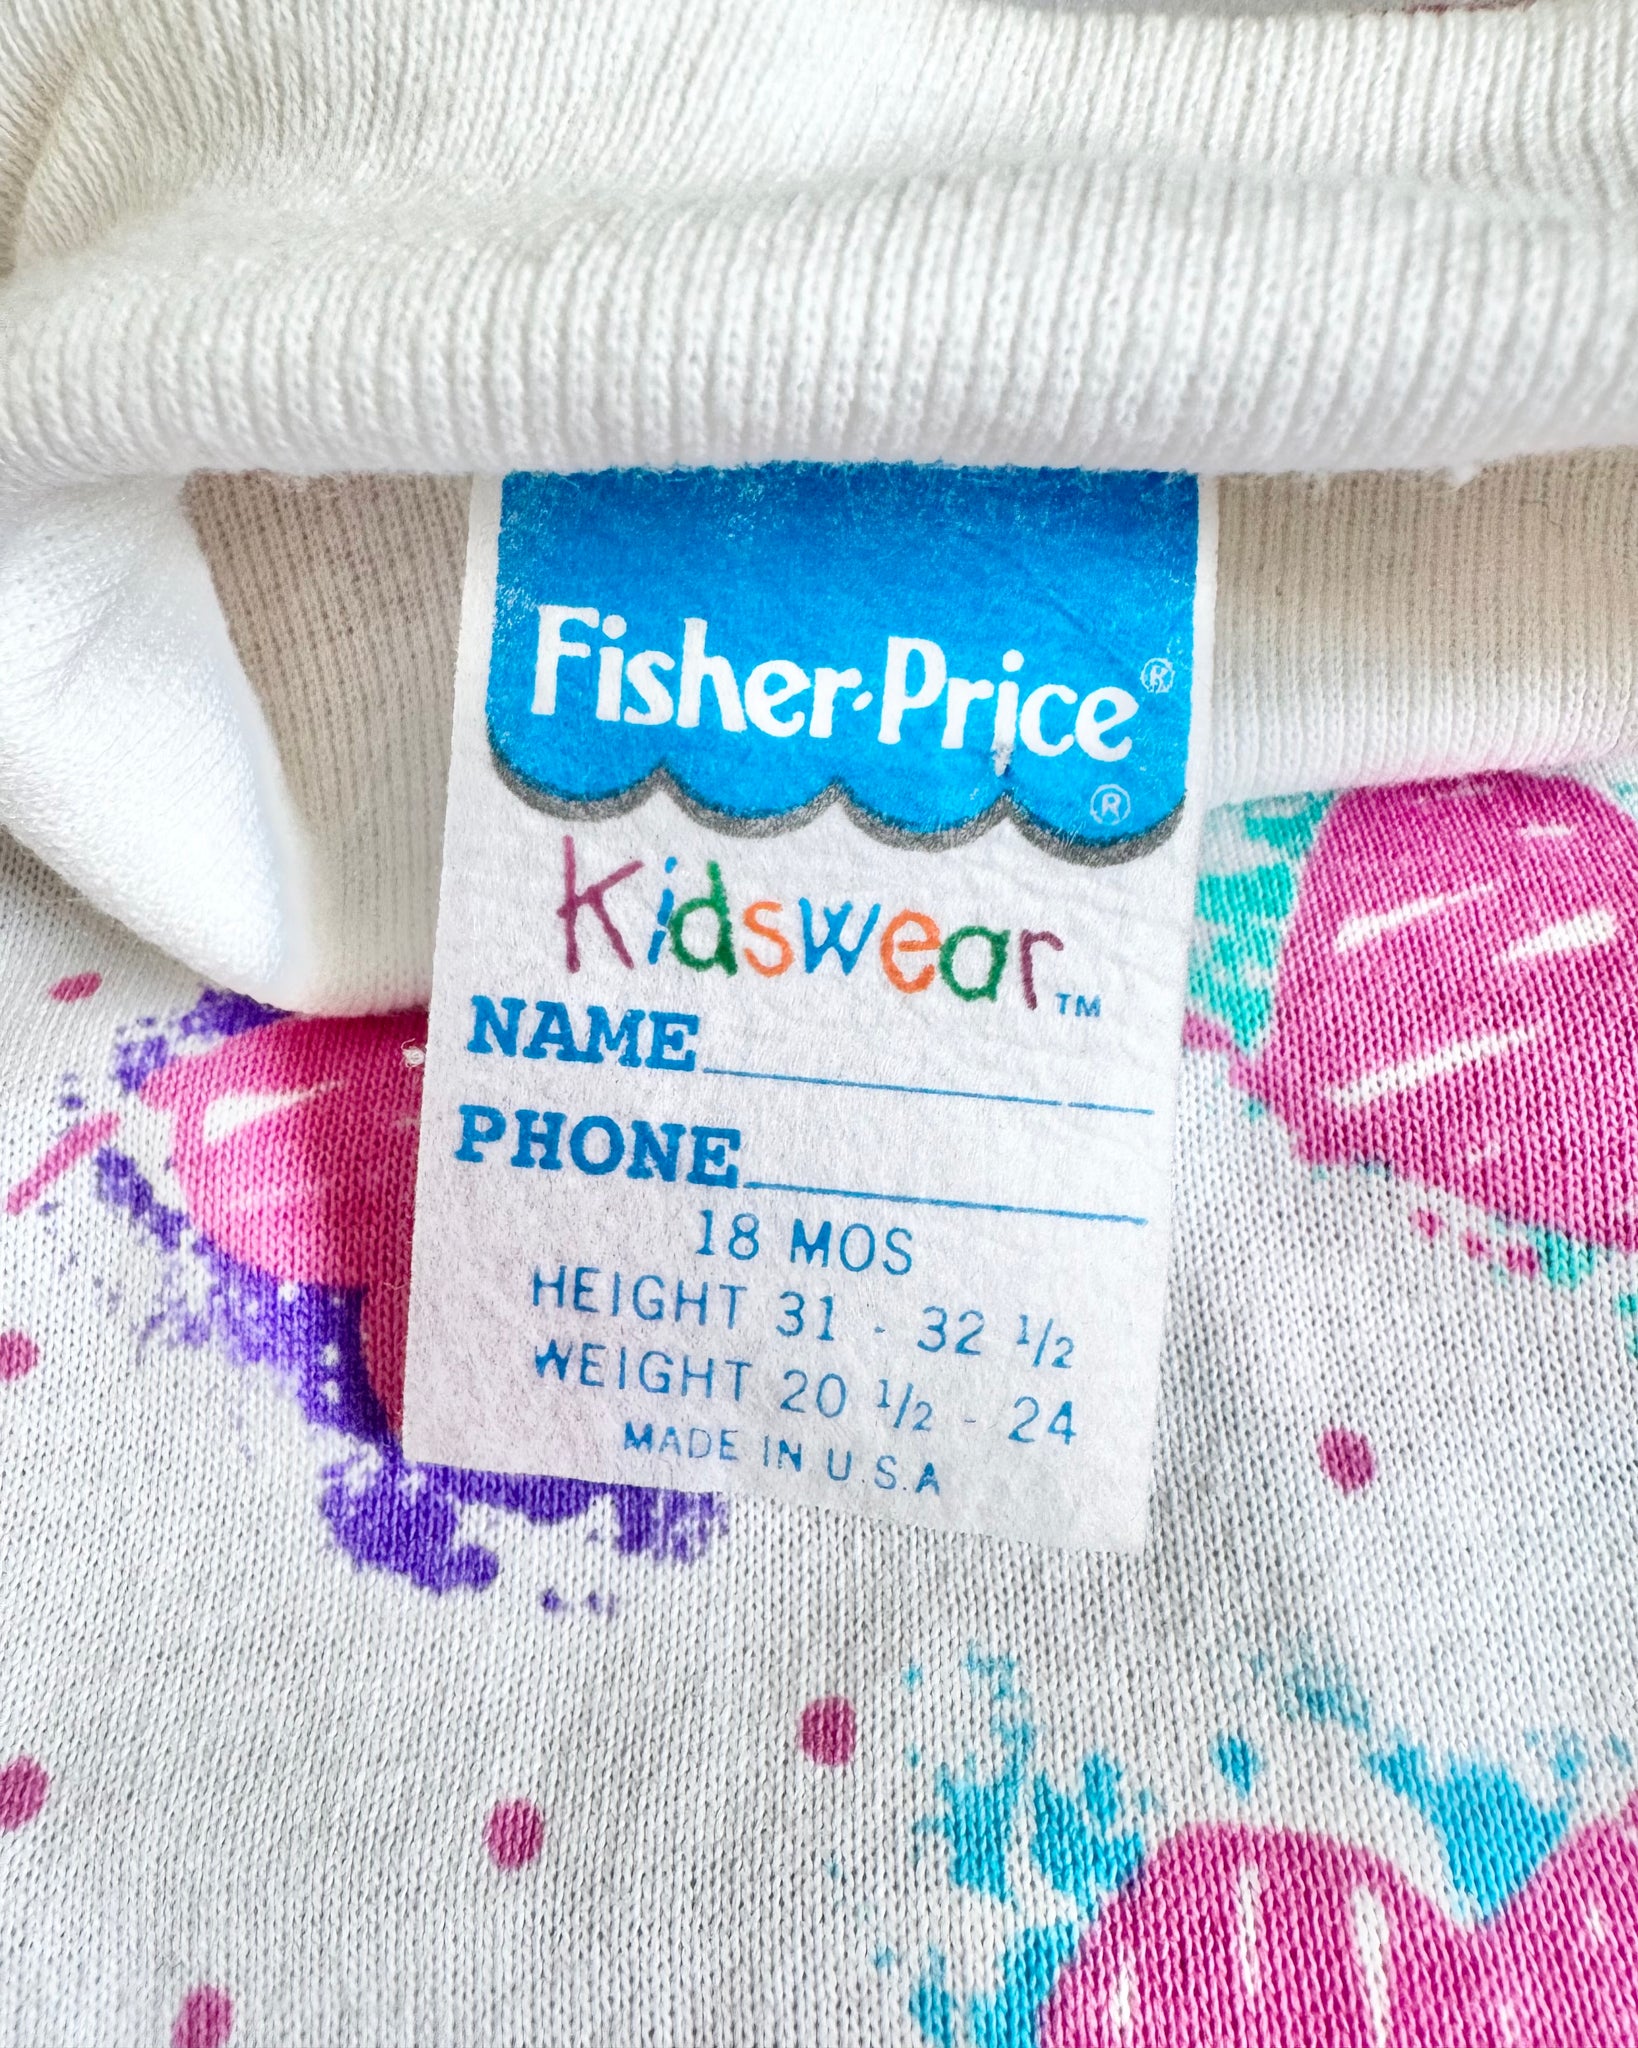 Fisher-Price®
®
Kidswear™
NAME
PHONE
18 MOS
HEIGHT 31 - 32 1/2
WEIGHT 20 1/2 - 24
MADE IN U.S.A